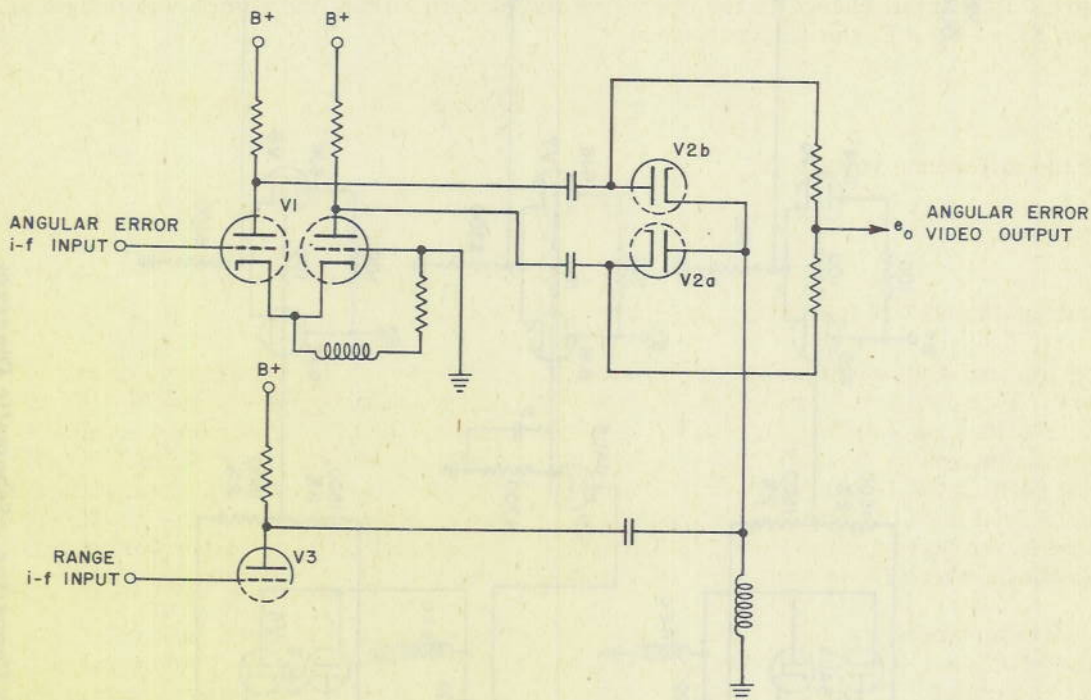 B+
B+
V2b
V1
ANGULAR ERROR
i-f INPUT
e₀
ANGULAR ERROR
VIDEO OUTPUT
V2a
B+
RANGE
i-f INPUT
V3